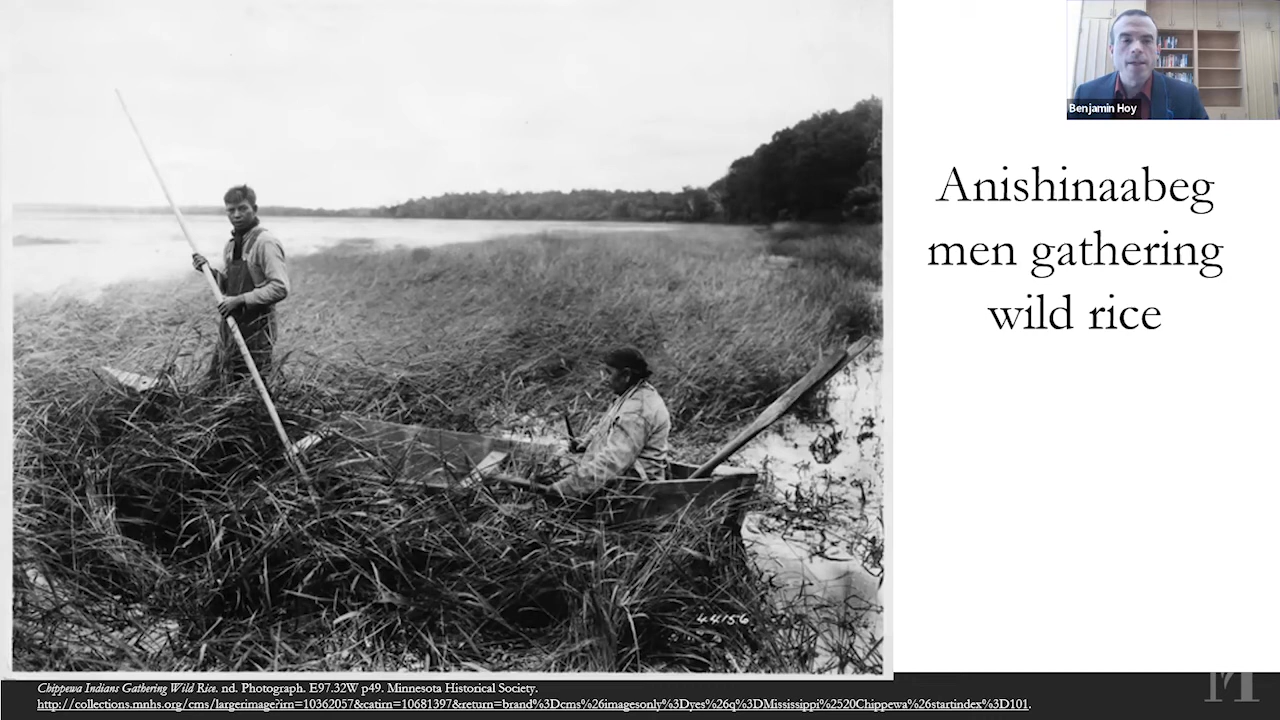 Benjamin Hoy
Anishinaabeg
men gathering
wild rice
44156
Chippewa Indians Gathering Wild Rice. nd. Photograph. E97.32W p49. Minnesota Historical Society.
http://collections.mnhs.org/cms/largerimage?irn=10362057&catirn=10681397&return=brand%3Dcms%26imagesonly%3Dyes%26q%3DMississippi%2520Chippewa%26startindex%3D101.
M